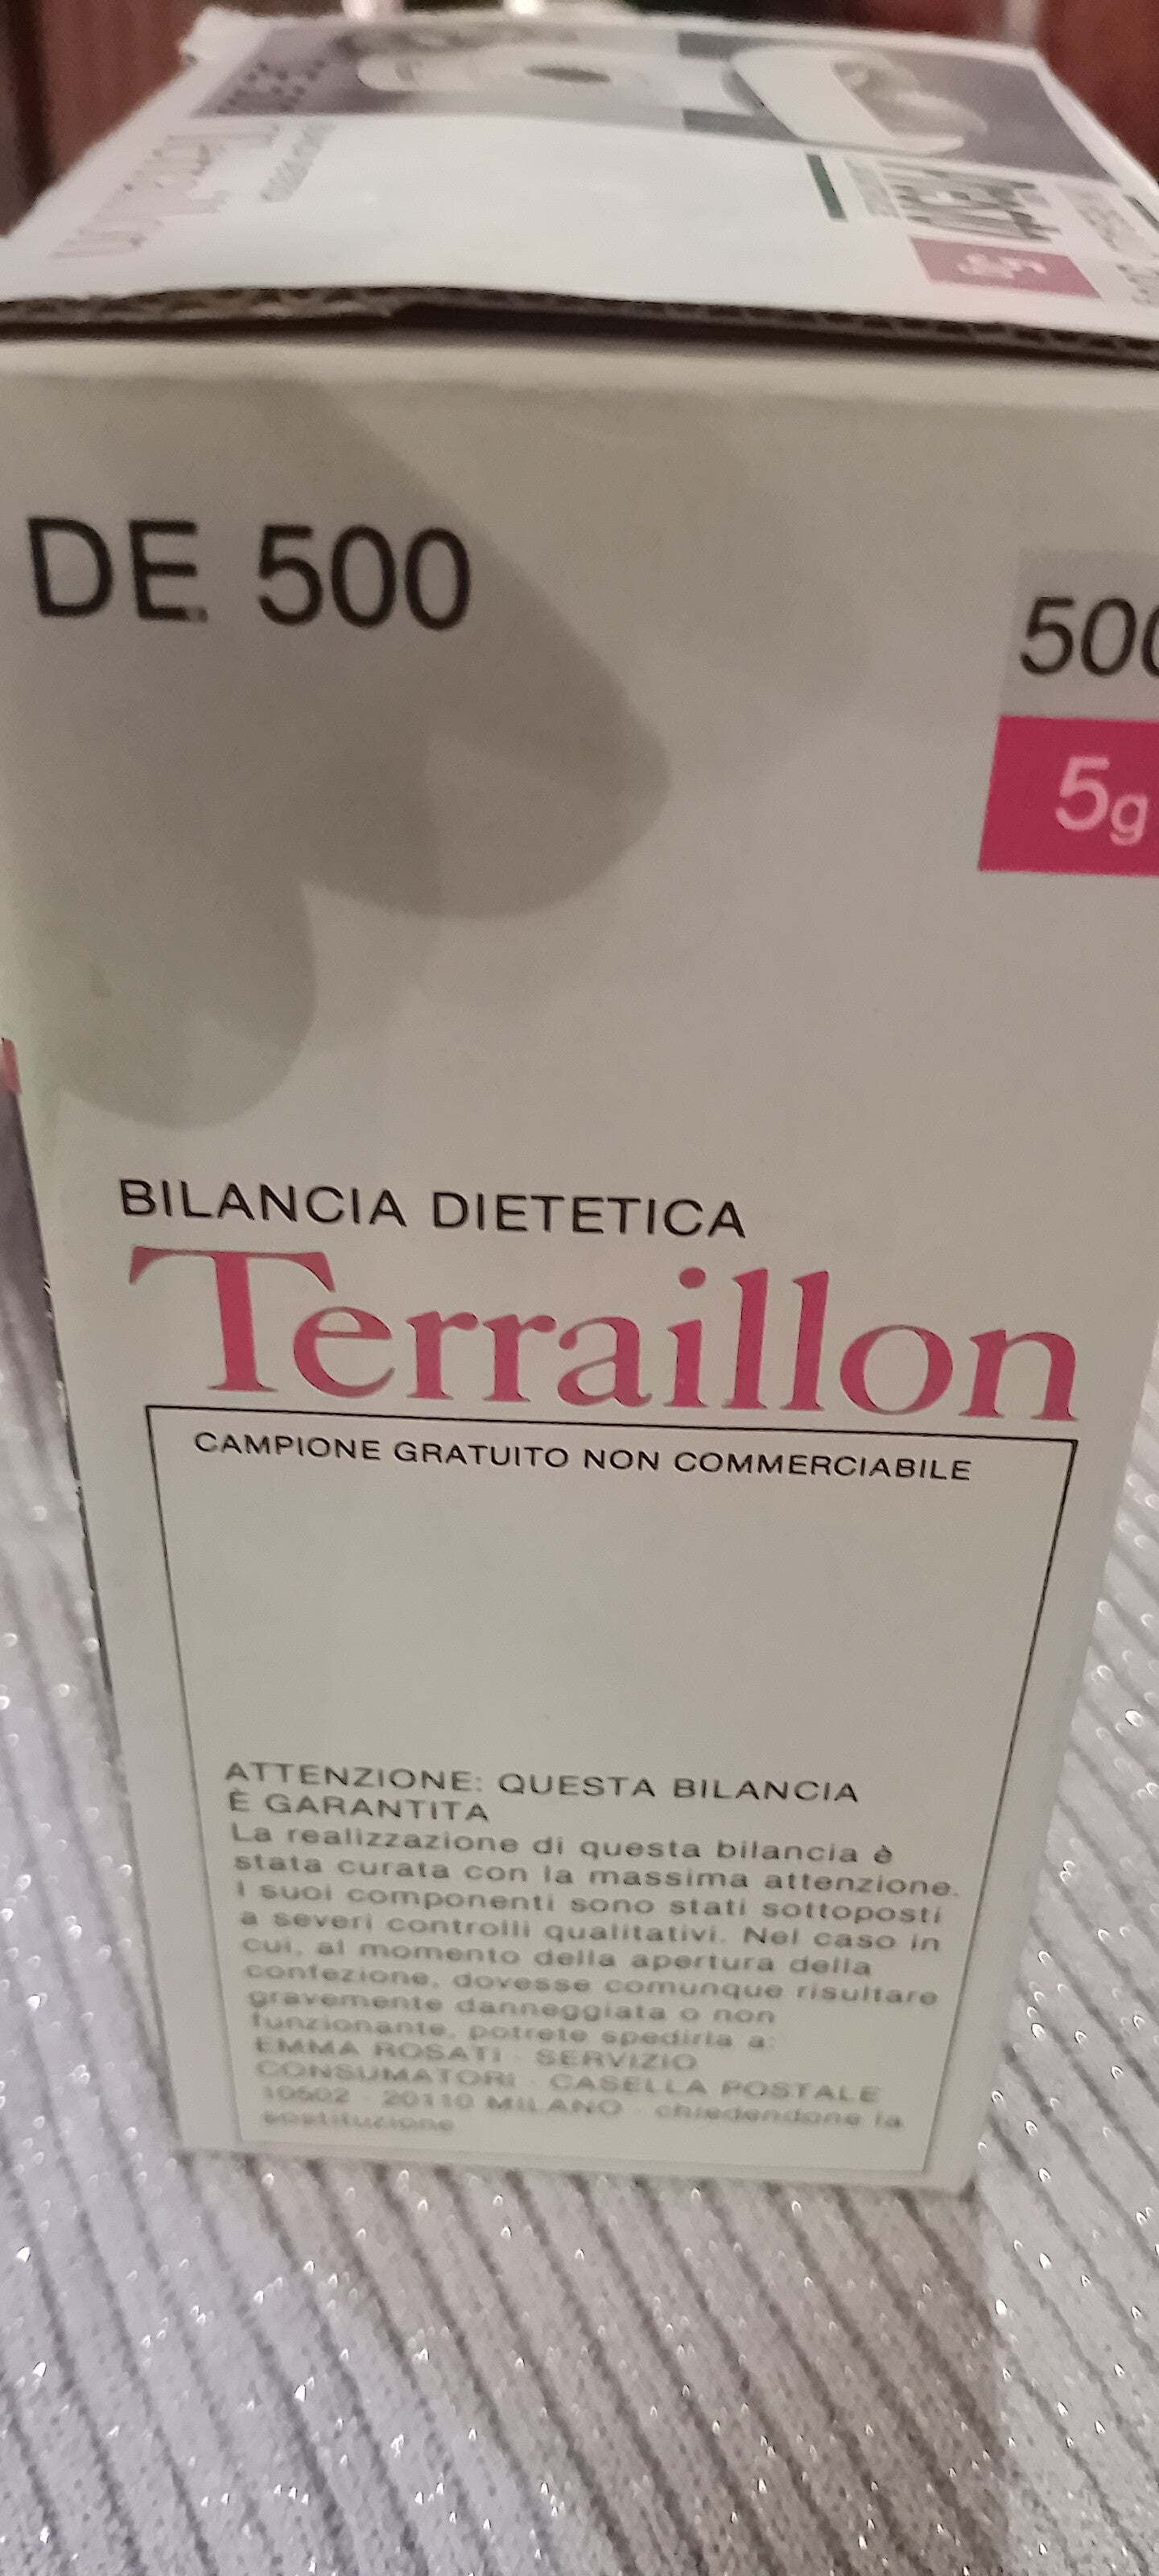 DE 500
500
5g
BILANCIA DIETETICA
Terraillon
CAMPIONE GRATUITO NON COMMERCIABILE
ATTENZIONE: QUESTA BILANCIA
È GARANTITA
La realizzazione di questa bilancia è
stata curata con la massima attenzione.
I suoi componenti sono stati sottoposti
a severi controlli qualitativi. Nel caso in
cui, al momento della apertura della
confezione, dovesse comunque risultare
gravemente danneggiata o non
funzionante, potrete spedirla a:
EMMA ROSATI - SERVIZIO
CONSUMATORI - CASELLA POSTALE
10502 - 20110 MILANO - chiedendone la
sostituzione